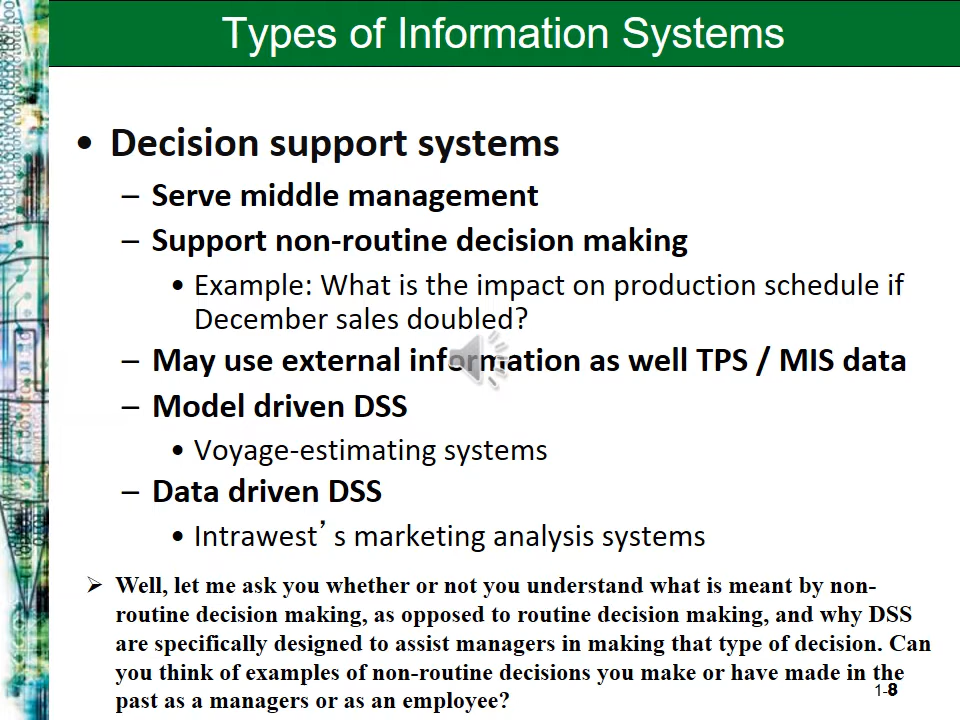 Types of Information Systems
• Decision support systems
– Serve middle management
– Support non-routine decision making
• Example: What is the impact on production schedule if
December sales doubled?
– May use external information as well TPS / MIS data
– Model driven DSS
• Voyage-estimating systems
– Data driven DSS
• Intrawest’s marketing analysis systems
➢ Well, let me ask you whether or not you understand what is meant by non-
routine decision making, as opposed to routine decision making, and why DSS
are specifically designed to assist managers in making that type of decision. Can
you think of examples of non-routine decisions you make or have made in the
past as a managers or as an employee?
1-8